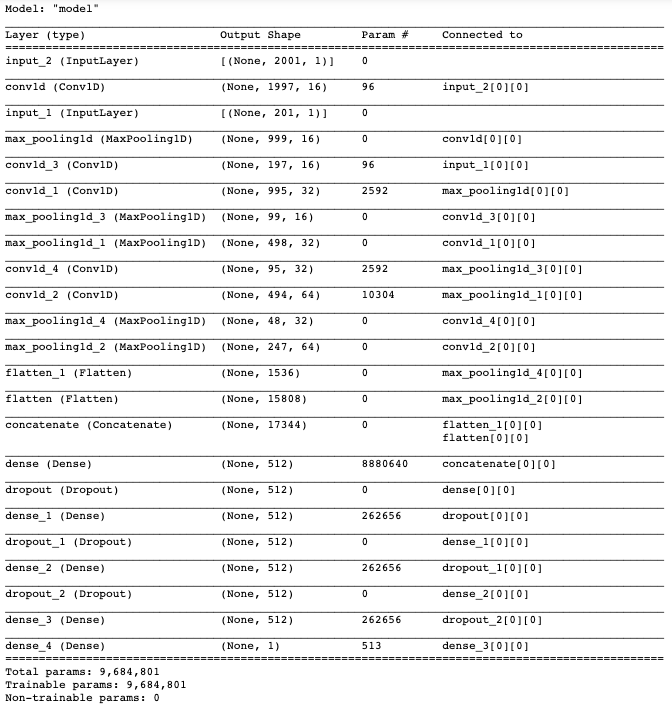 Model: "model"
Layer (type) Output Shape Param # Connected to
input_2 (InputLayer) [(None, 2001, 1)] 0
conv1d (Conv1D) (None, 1997, 16) 96 input_2[0][0]
input_1 (InputLayer) [(None, 201, 1)] 0
max_pooling1d (MaxPooling1D) (None, 999, 16) 0 conv1d[0][0]
conv1d_3 (Conv1D) (None, 197, 16) 96 input_1[0][0]
conv1d_1 (Conv1D) (None, 995, 32) 2592 max_pooling1d[0][0]
max_pooling1d_3 (MaxPooling1D) (None, 99, 16) 0 conv1d_3[0][0]
max_pooling1d_1 (MaxPooling1D) (None, 498, 32) 0 conv1d_1[0][0]
conv1d_4 (Conv1D) (None, 95, 32) 2592 max_pooling1d_3[0][0]
conv1d_2 (Conv1D) (None, 494, 64) 10304 max_pooling1d_1[0][0]
max_pooling1d_4 (MaxPooling1D) (None, 48, 32) 0 conv1d_4[0][0]
max_pooling1d_2 (MaxPooling1D) (None, 247, 64) 0 conv1d_2[0][0]
flatten_1 (Flatten) (None, 1536) 0 max_pooling1d_4[0][0]
flatten (Flatten) (None, 15808) 0 max_pooling1d_2[0][0]
concatenate (Concatenate) (None, 17344) 0 flatten_1[0][0]
flatten[0][0]
dense (Dense) (None, 512) 8880640 concatenate[0][0]
dropout (Dropout) (None, 512) 0 dense[0][0]
dense_1 (Dense) (None, 512) 262656 dropout[0][0]
dropout_1 (Dropout) (None, 512) 0 dense_1[0][0]
dense_2 (Dense) (None, 512) 262656 dropout_1[0][0]
dropout_2 (Dropout) (None, 512) 0 dense_2[0][0]
dense_3 (Dense) (None, 512) 262656 dropout_2[0][0]
dense_4 (Dense) (None, 1) 513 dense_3[0][0]
Total params: 9,684,801
Trainable params: 9,684,801
Non-trainable params: 0